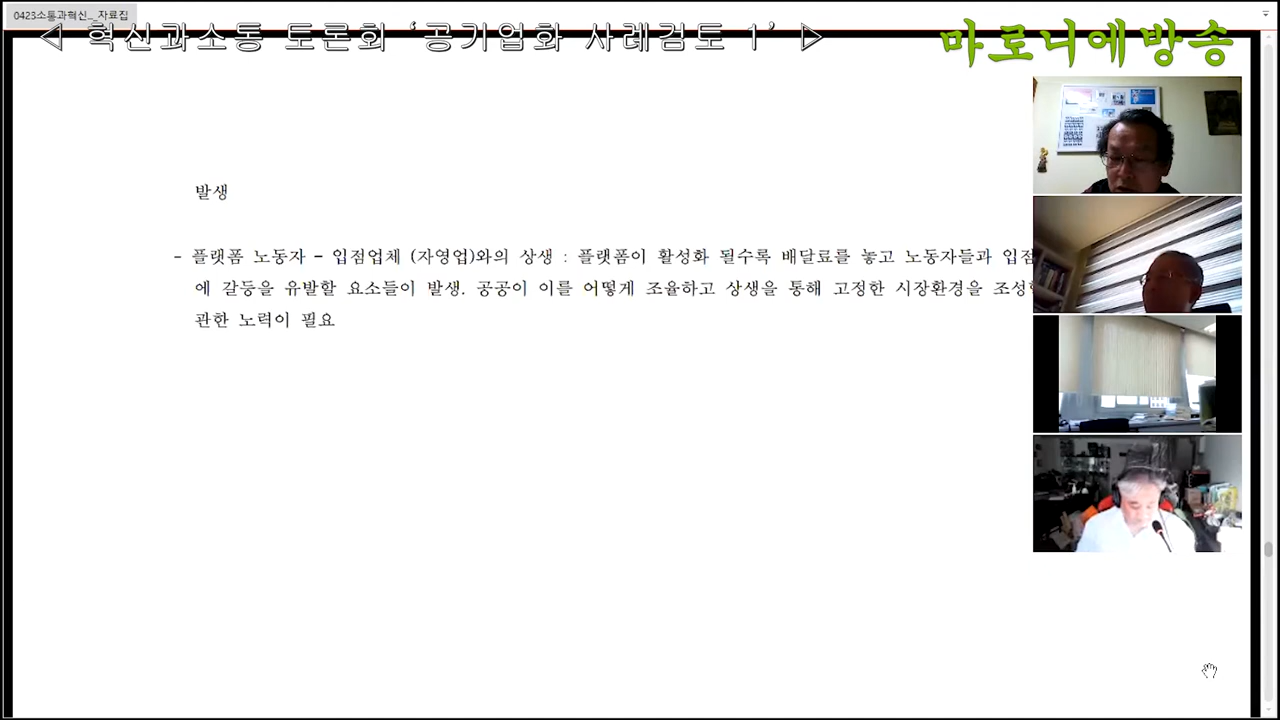 0423소통과혁신_ 자료집
◁ 혁신과소통 토론회 ‘공기업화 사례검토 1’ ▷
마로니에방송
발생
- 플랫폼 노동자 – 입점업체 (자영업)와의 상생 : 플랫폼이 활성화 될수록 배달료를 놓고 노동자들과 입점
에 갈등을 유발할 요소들이 발생. 공공이 이를 어떻게 조율하고 상생을 통해 고정한 시장환경을 조성
관한 노력이 필요